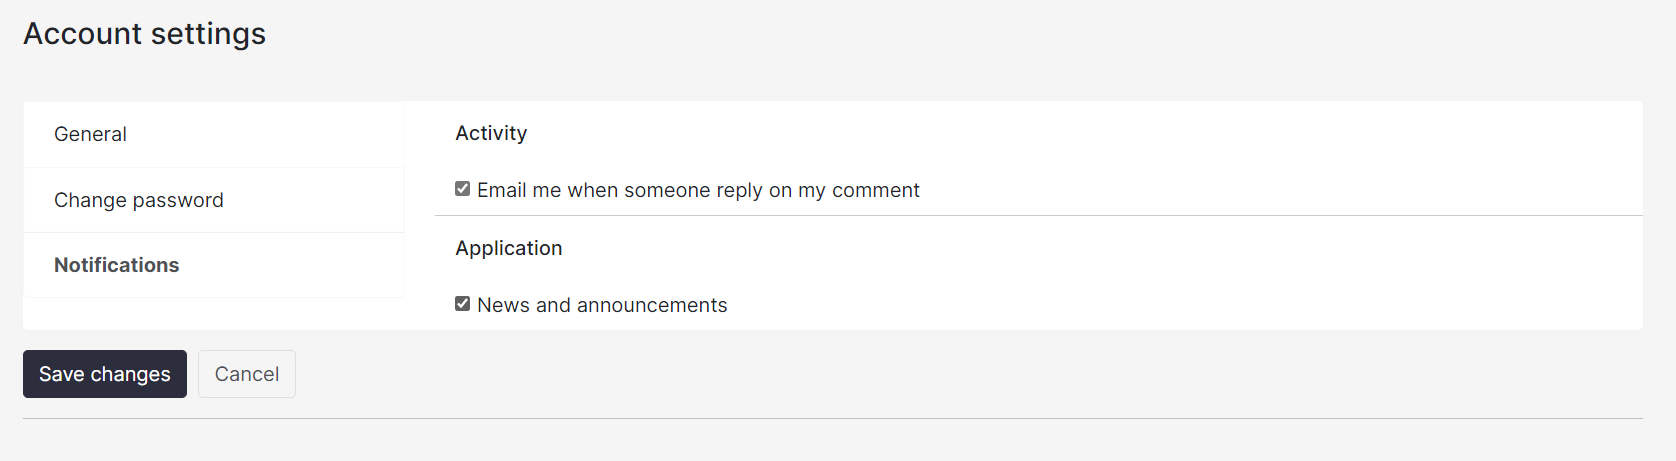 Account settings
General
Change password
Notifications
Activity
Email me when someone reply on my comment
Application
News and announcements
Save changes
Cancel